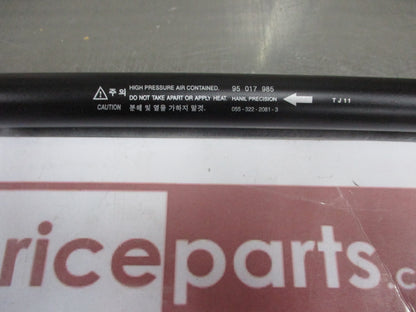 주의
CAUTION
HIGH PRESSURE AIR CONTAINED. 95 017 985
DO NOT TAKE APART OR APPLY HEAT. HANIL PRECISION
분해 및 열을 가하지 말것. 055-322-2081-3
TJ11
riceparts.c